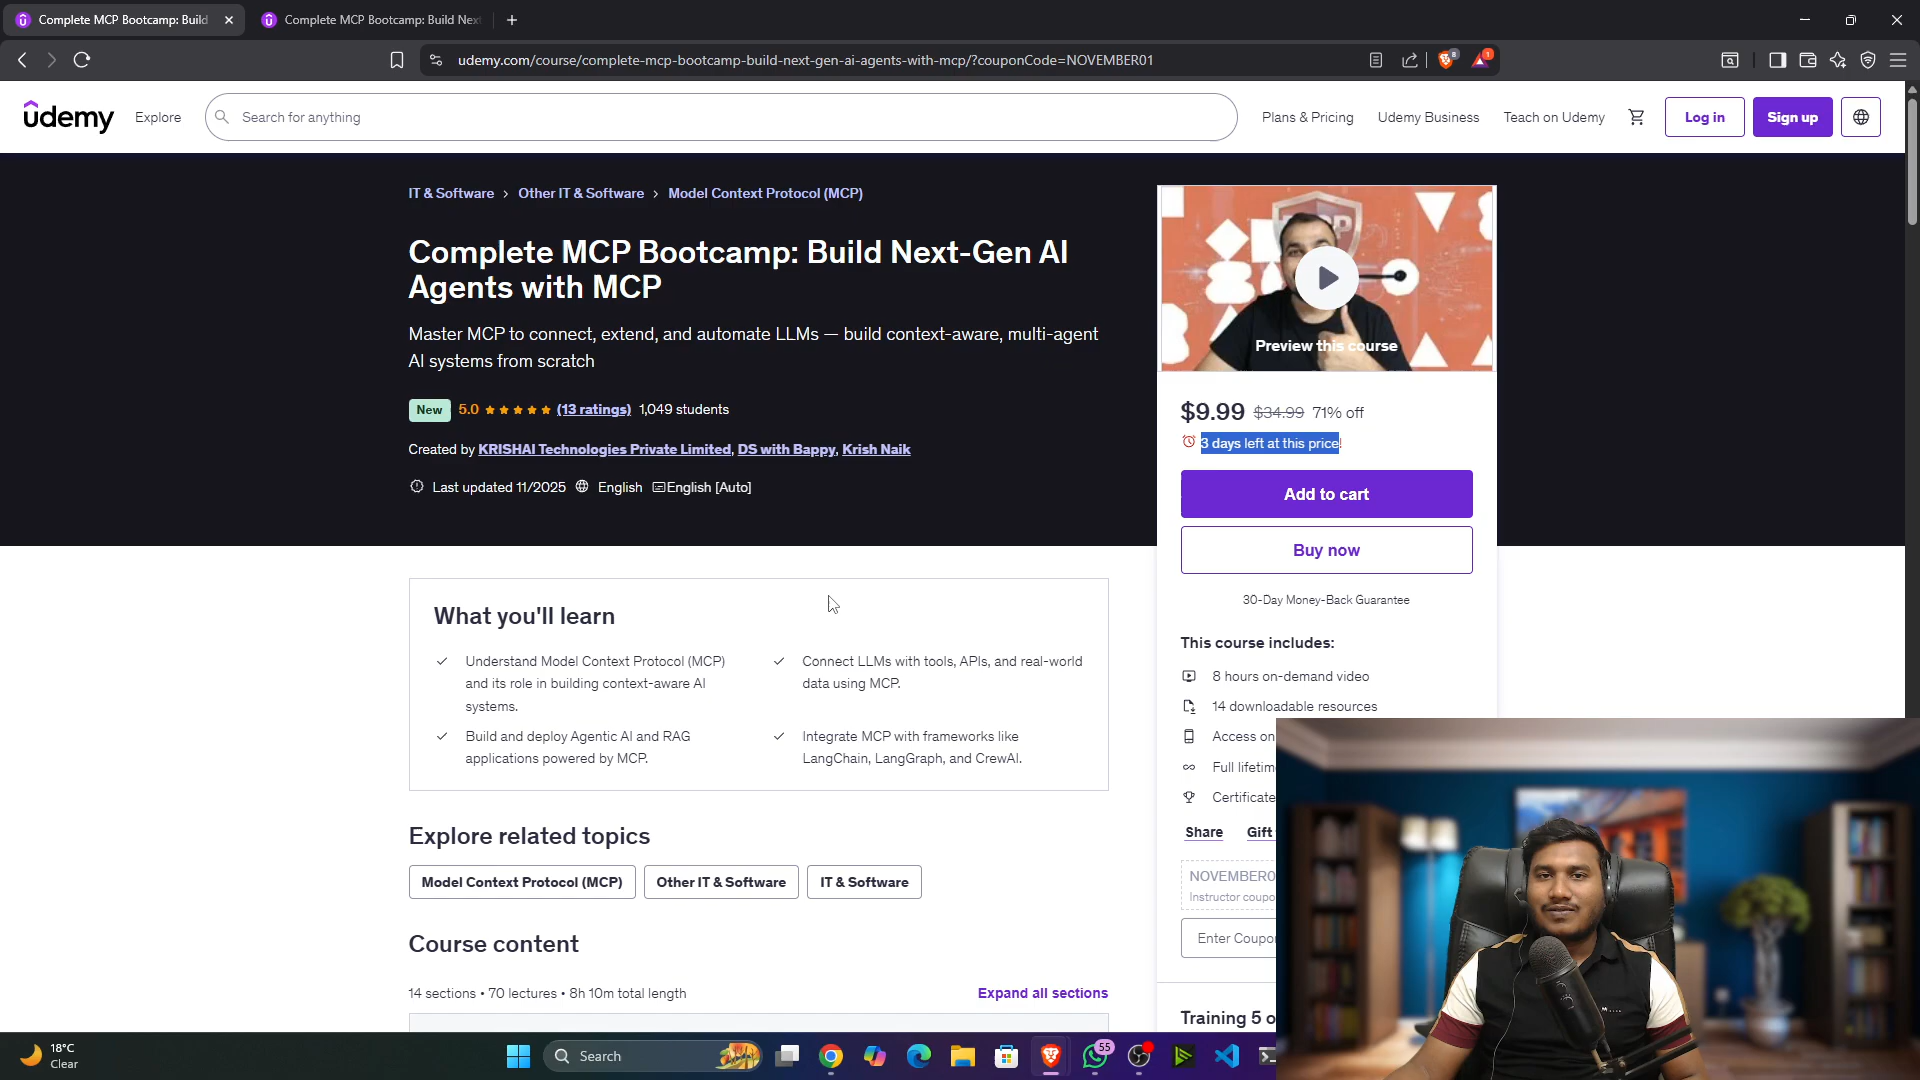 Complete MCP Bootcamp: Build
Complete MCP Bootcamp: Build Next
udemy.com/course/complete-mcp-bootcamp-build-next-gen-ai-agents-with-mcp/?couponCode=NOVEMBER01
8
1
udemy
Explore
Search for anything
Plans & Pricing
Udemy Business
Teach on Udemy
Log in
Sign up
IT & Software > Other IT & Software > Model Context Protocol (MCP)
Complete MCP Bootcamp: Build Next-Gen AI
Agents with MCP
Master MCP to connect, extend, and automate LLMs — build context-aware, multi-agent
AI systems from scratch
New 5.0 (13 ratings) 1,049 students
Created by KRISHAI Technologies Private Limited, DS with Bappy, Krish Naik
Last updated 11/2025 English English [Auto]
Preview this course
$9.99 $34.99 71% off
3 days left at this price!
Add to cart
Buy now
30-Day Money-Back Guarantee
This course includes:
8 hours on-demand video
14 downloadable resources
Access on
Full lifetim
Certificate
Share Gift
NOVEMBER0
Instructor coupo
Enter Coupon
Training 5 o
What you'll learn
Understand Model Context Protocol (MCP)
and its role in building context-aware AI
systems.
Connect LLMs with tools, APIs, and real-world
data using MCP.
Build and deploy Agentic AI and RAG
applications powered by MCP.
Integrate MCP with frameworks like
LangChain, LangGraph, and CrewAI.
Explore related topics
Model Context Protocol (MCP)
Other IT & Software
IT & Software
Course content
14 sections • 70 lectures • 8h 10m total length
Expand all sections
18°C
Clear
Search
55